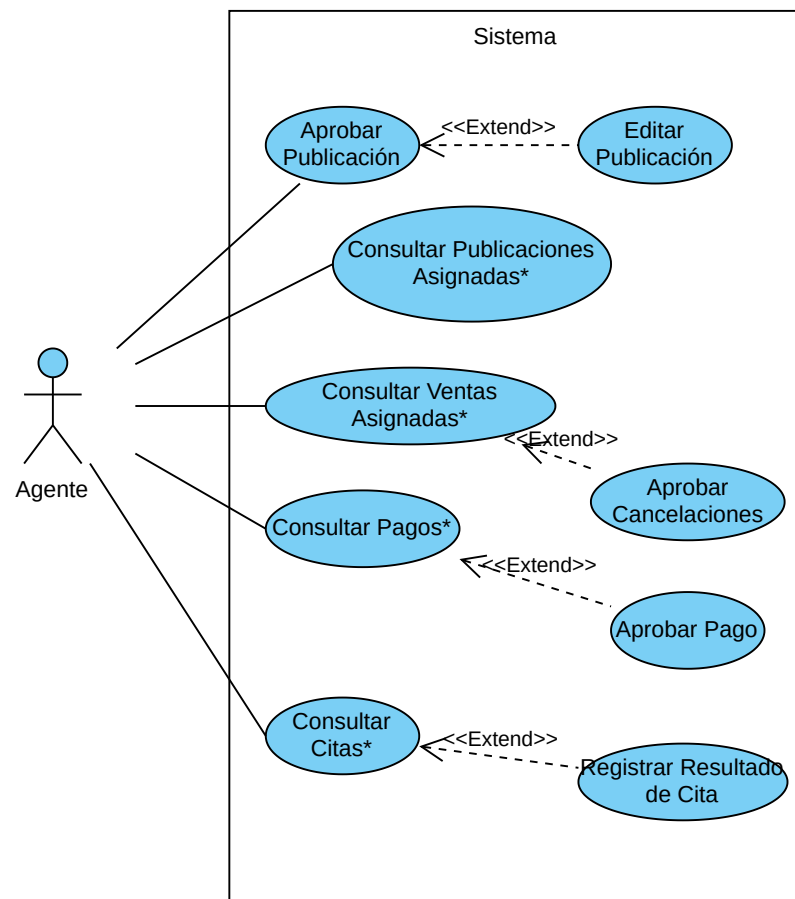 Sistema
Aprobar
Publicación
<<Extend>>
Editar
Publicación
Consultar Publicaciones
Asignadas*
Consultar Ventas
Asignadas*
<<Extend>>
Aprobar
Cancelaciones
Agente
Consultar Pagos*
<<Extend>>
Aprobar Pago
Consultar
Citas*
<<Extend>>
Registrar Resultado
de Cita